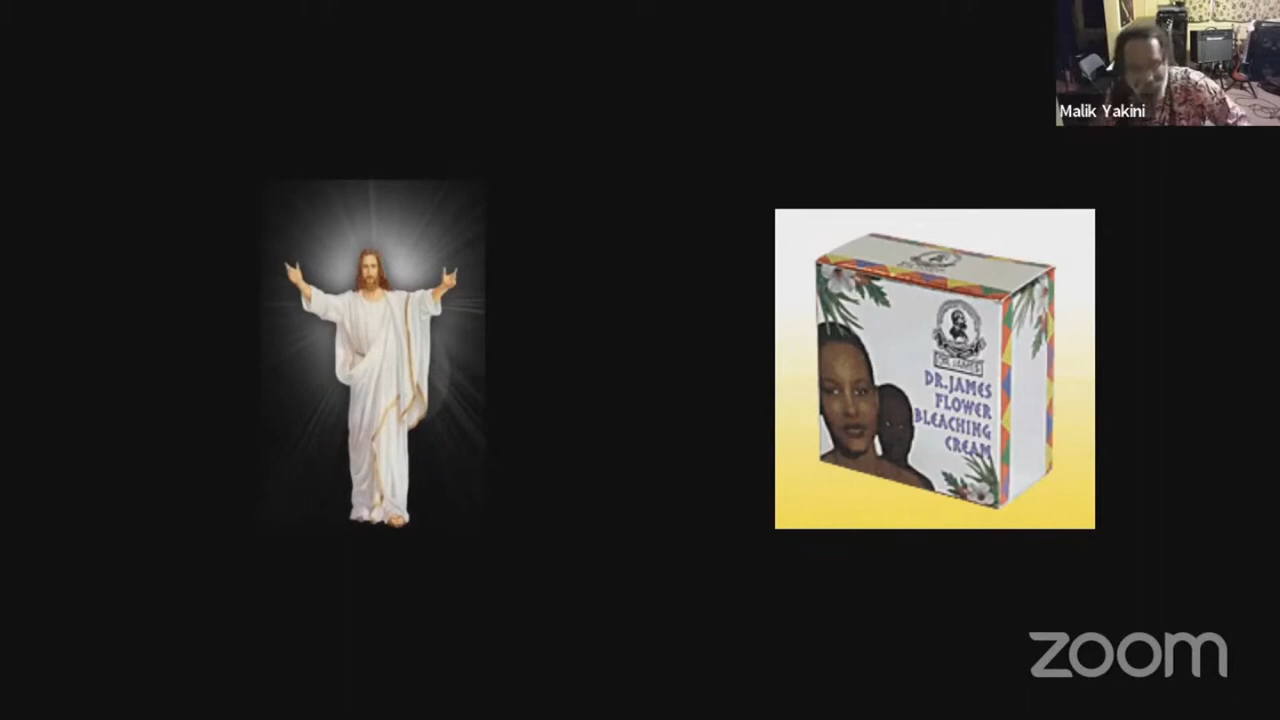 Malik Yakini
DR. JAMES
DR. JAMES
FLOWER
BLEACHING
CREAM
zoom